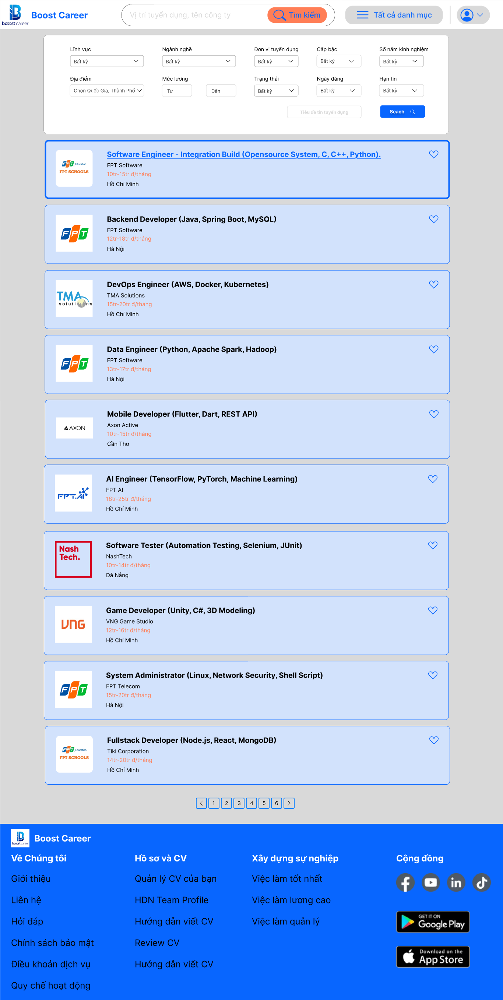 booost career
Boost Career
Vị trí tuyển dụng, tên công ty
Tìm kiếm
Tất cả danh mục
Lĩnh vực
Ngành nghề
Đơn vị tuyển dụng
Cấp bậc
Số năm kinh nghiệm
Bất kỳ
Bất kỳ
Bất kỳ
Bất kỳ
Bất kỳ
Địa điểm
Mức lương
Trạng thái
Ngày đăng
Hạn tin
Chọn Quốc Gia, Thành Phố
Từ
Đến
Bất kỳ
Bất kỳ
Bất kỳ
Tiêu đề tin tuyển dụng
Seach
FPT Education
FPT SCHOOLS
Software Engineer - Integration Build (Opensource System, C, C++, Python).
FPT Software
10tr-15tr đ/tháng
Hồ Chí Minh
FPT
Backend Developer (Java, Spring Boot, MySQL)
FPT Software
12tr-18tr đ/tháng
Hà Nội
TMA
solutions
DevOps Engineer (AWS, Docker, Kubernetes)
TMA Solutions
15tr-20tr đ/tháng
Hồ Chí Minh
FPT
Data Engineer (Python, Apache Spark, Hadoop)
FPT Software
13tr-17tr đ/tháng
Hà Nội
AXON
Mobile Developer (Flutter, Dart, REST API)
Axon Active
10tr-15tr đ/tháng
Cần Thơ
FPT.AI
AI Engineer (TensorFlow, PyTorch, Machine Learning)
FPT AI
18tr-25tr đ/tháng
Hồ Chí Minh
Nash
Tech.
Software Tester (Automation Testing, Selenium, JUnit)
NashTech
10tr-14tr đ/tháng
Đà Nẵng
VNG
Game Developer (Unity, C#, 3D Modeling)
VNG Game Studio
12tr-16tr đ/tháng
Hồ Chí Minh
FPT
System Administrator (Linux, Network Security, Shell Script)
FPT Telecom
15tr-20tr đ/tháng
Hà Nội
FPT Education
FPT SCHOOLS
Fullstack Developer (Node.js, React, MongoDB)
Tiki Corporation
14tr-20tr đ/tháng
Hồ Chí Minh
1 2 3 4 5 6
booost career
Boost Career
Về Chúng tôi
Giới thiệu
Liên hệ
Hỏi đáp
Chính sách bảo mật
Điều khoản dịch vụ
Quy chế hoạt động
Hồ sơ và CV
Quản lý CV của bạn
HDN Team Profile
Hướng dẫn viết CV
Review CV
Hướng dẫn viết CV
Xây dựng sự nghiệp
Việc làm tốt nhất
Việc làm lương cao
Việc làm quản lý
Cộng đồng
GET IT ON
Google Play
Download on the
App Store